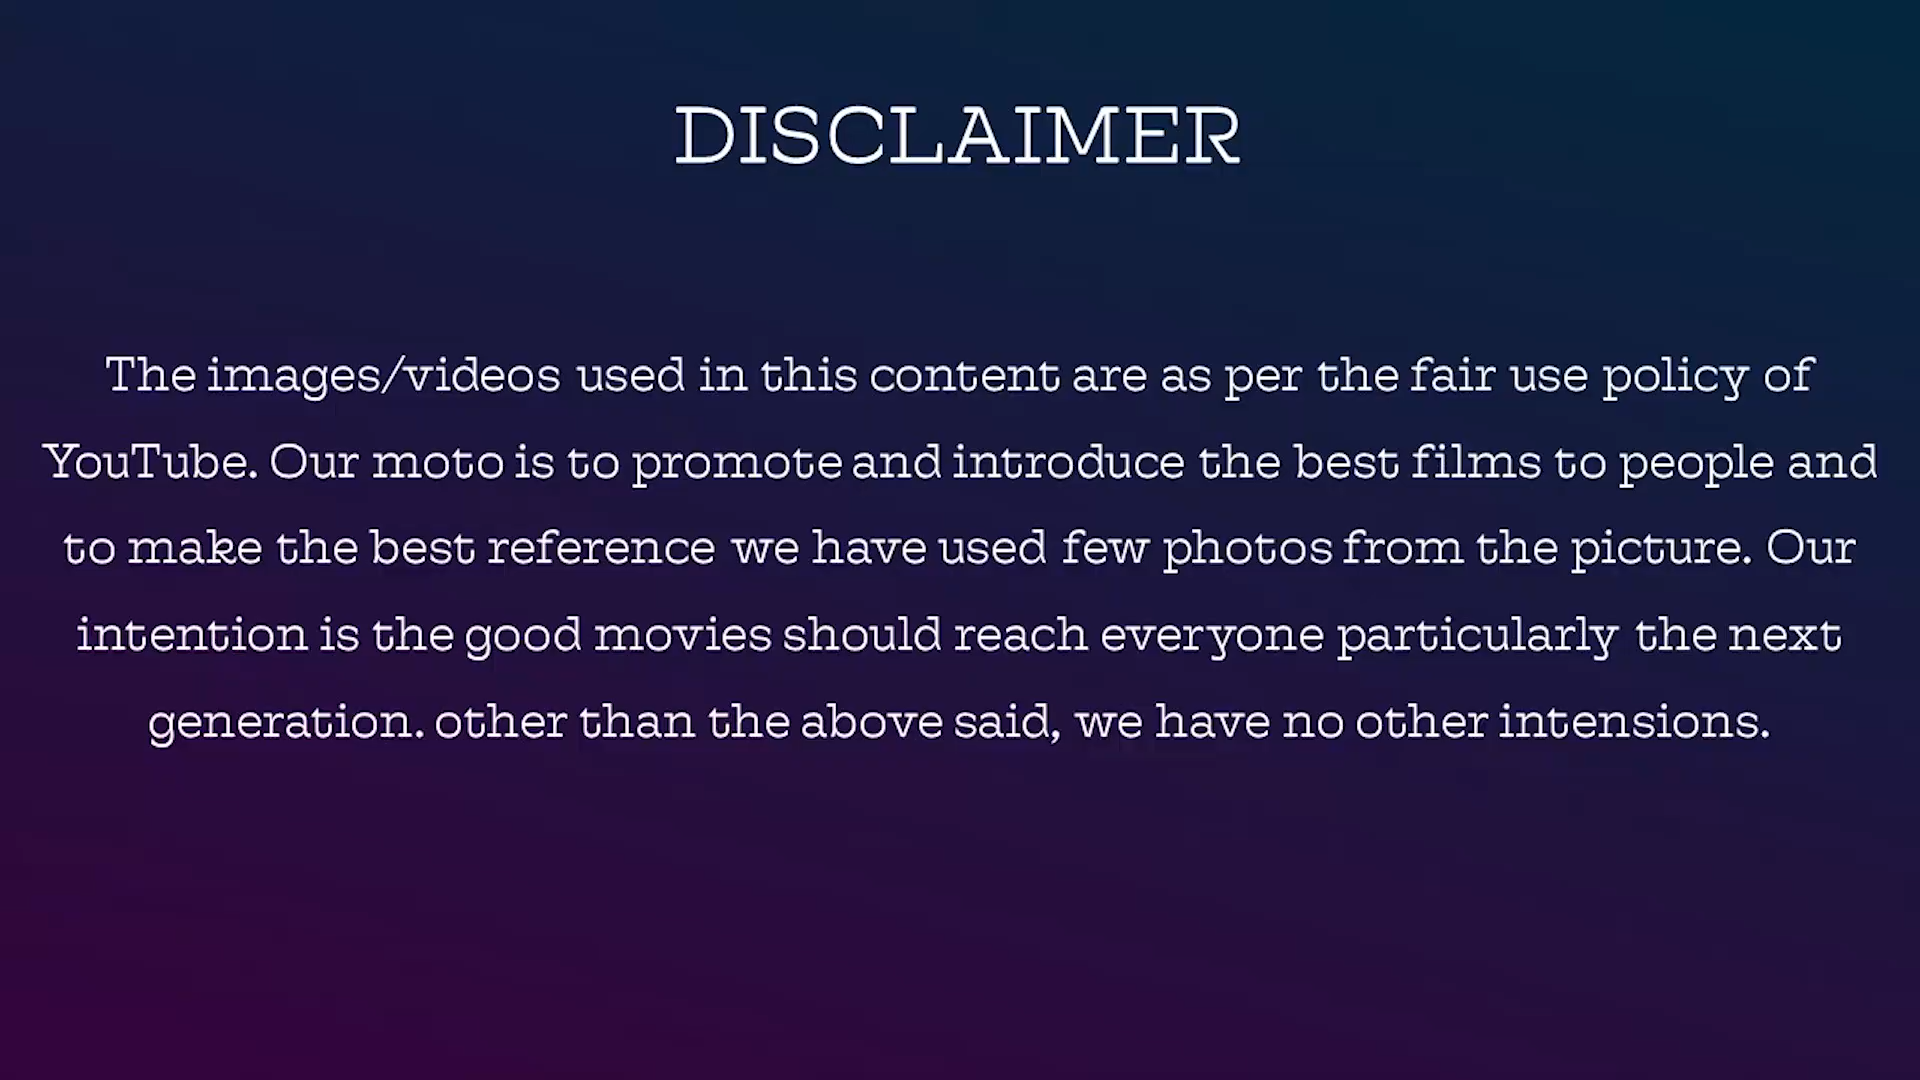 DISCLAIMER
The images/videos used in this content are as per the fair use policy of
YouTube. Our moto is to promote and introduce the best films to people and
to make the best reference we have used few photos from the picture. Our
intention is the good movies should reach everyone particularly the next
generation. other than the above said, we have no other intensions.